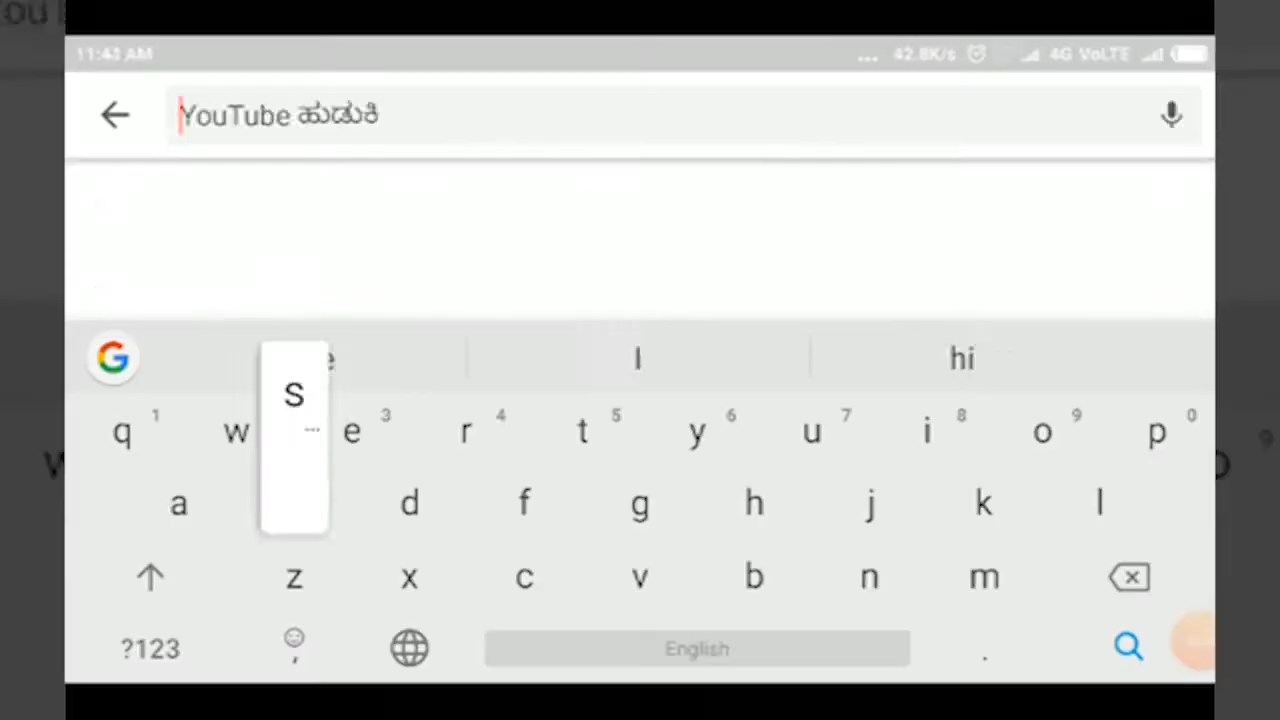 11:43 AM ... 42.8K/s 4G VoLTE
YouTube ಹುಡುಕಿ
G I hi
q 1 w e 3 r 4 t 5 y 6 u 7 i 8 o 9 p 0
a s d f g h j k l
z x c v b n m
?123 , English .